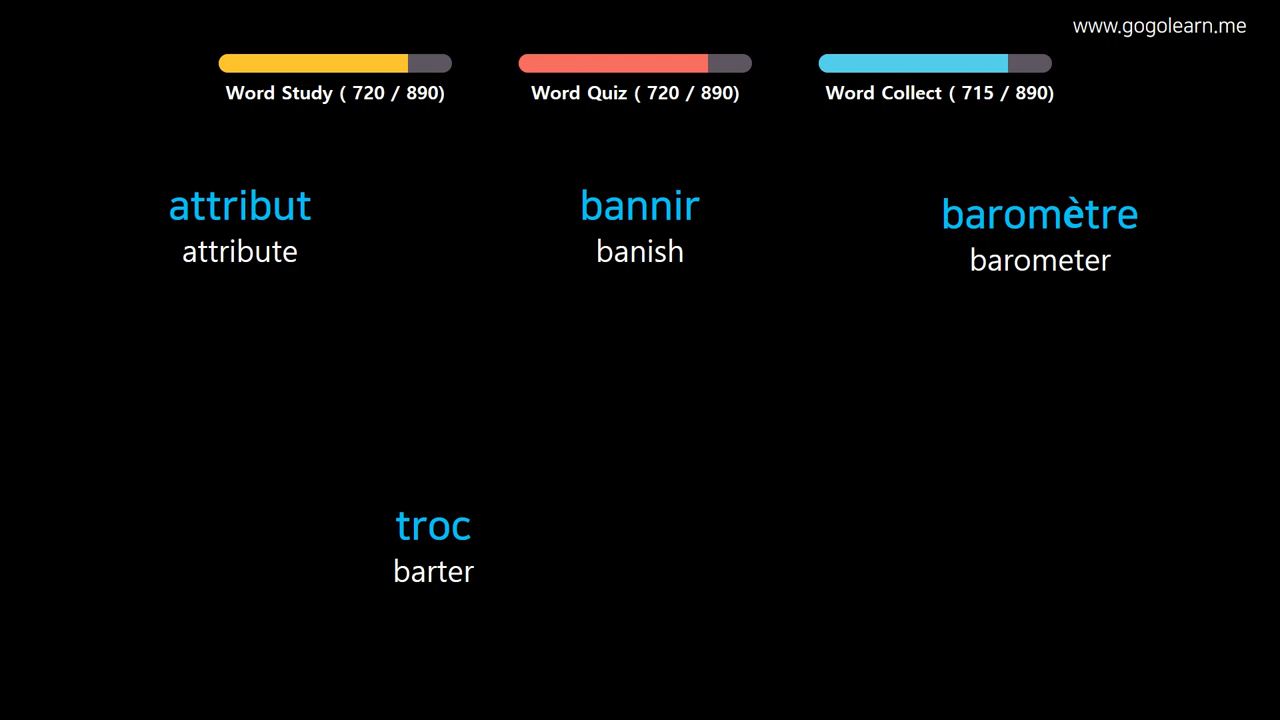 www.gogolearn.me
Word Study ( 720 / 890)
Word Quiz ( 720 / 890)
Word Collect ( 715 / 890)
attribut
attribute
bannir
banish
baromètre
barometer
troc
barter